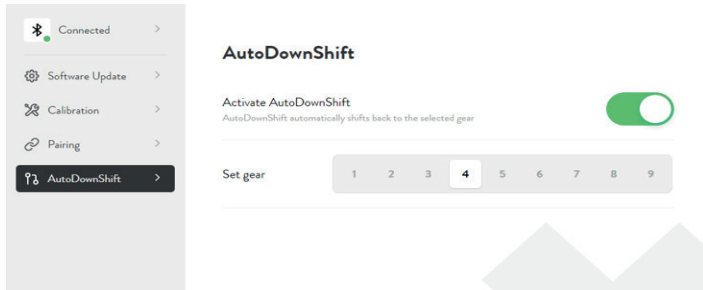 Connected
Software Update
Calibration
Pairing
AutoDownShift
AutoDownShift
Activate AutoDownShift
AutoDownShift automatically shifts back to the selected gear
Set gear 1 2 3 4 5 6 7 8 9